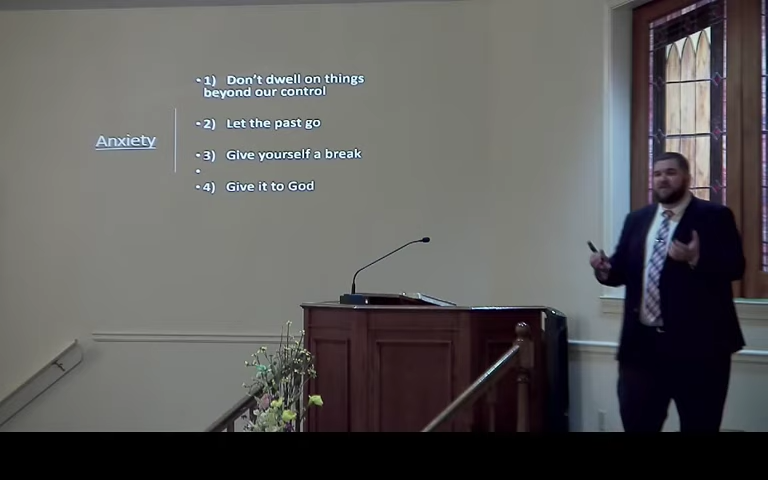 Anxiety
• 1) Don't dwell on things
beyond our control
• 2) Let the past go
• 3) Give yourself a break
•
• 4) Give it to God